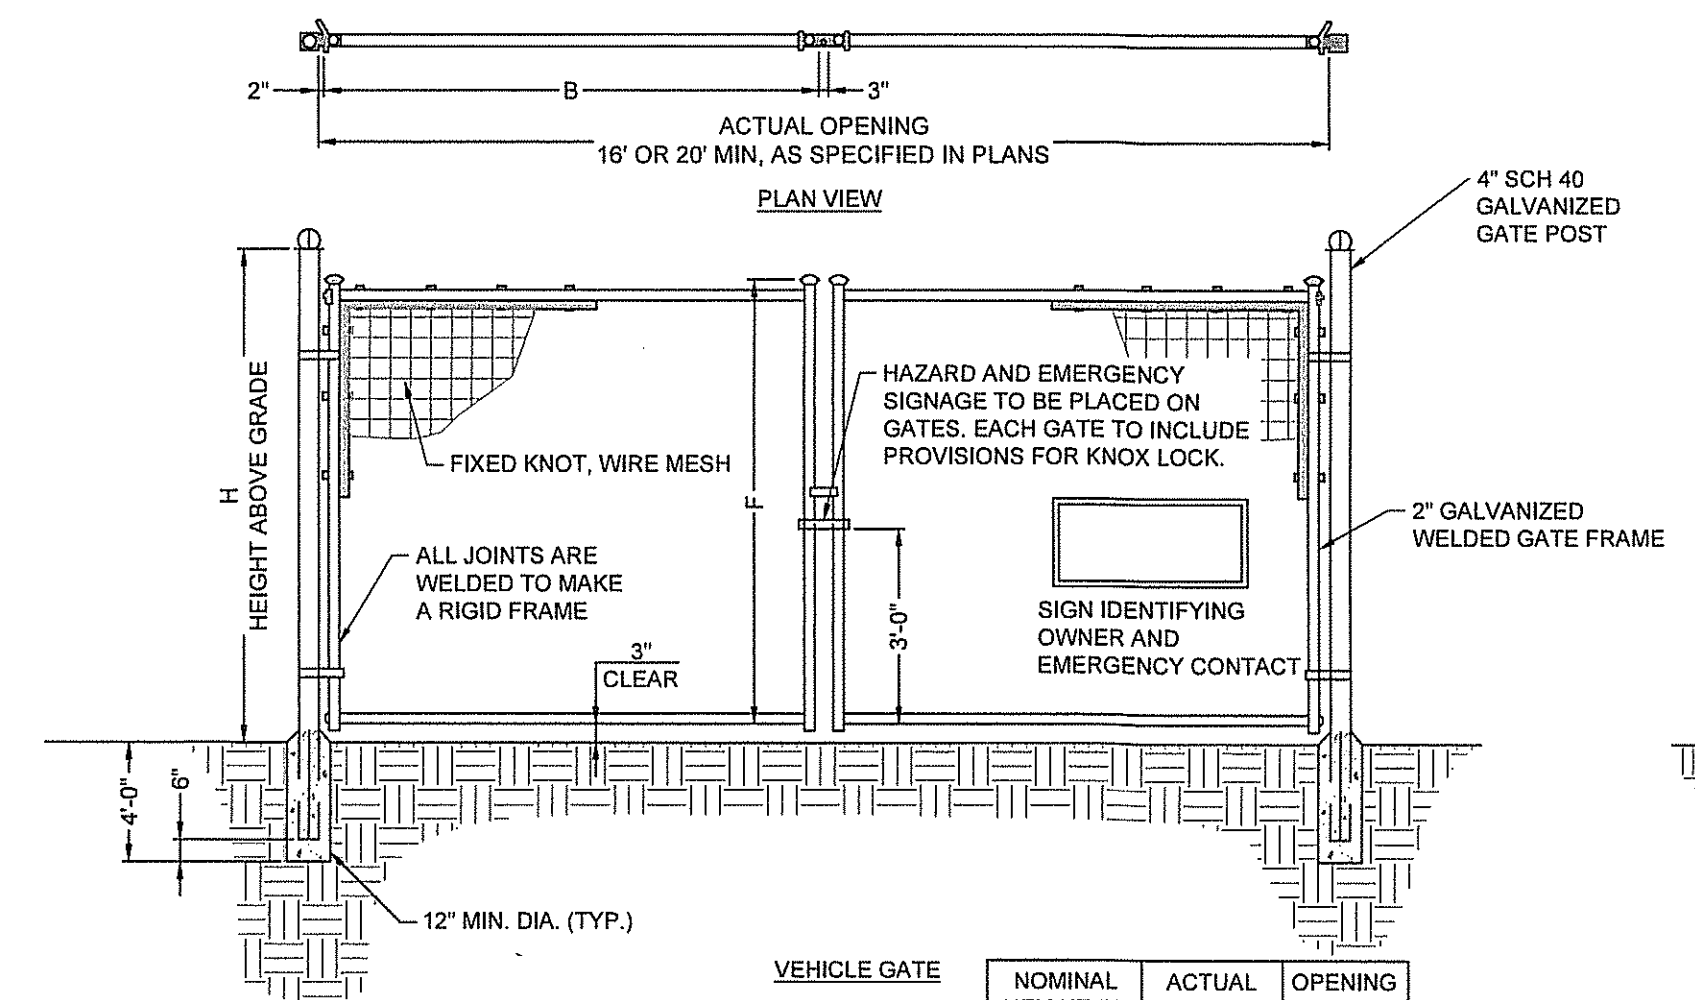 2"
B
3"
ACTUAL OPENING
16' OR 20' MIN, AS SPECIFIED IN PLANS
PLAN VIEW
4" SCH 40
GALVANIZED
GATE POST
H
HEIGHT ABOVE GRADE
FIXED KNOT, WIRE MESH
F
HAZARD AND EMERGENCY
SIGNAGE TO BE PLACED ON
GATES. EACH GATE TO INCLUDE
PROVISIONS FOR KNOX LOCK.
2" GALVANIZED
WELDED GATE FRAME
ALL JOINTS ARE
WELDED TO MAKE
A RIGID FRAME
3'-0"
SIGN IDENTIFYING
OWNER AND
EMERGENCY CONTACT
3"
CLEAR
4'-0"
6"
12" MIN. DIA. (TYP.)
VEHICLE GATE
NOMINAL
ACTUAL
OPENING